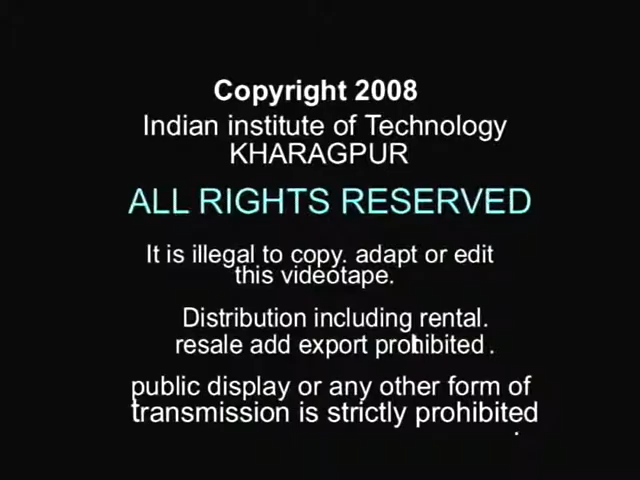 Copyright 2008
Indian institute of Technology
KHARAGPUR
ALL RIGHTS RESERVED
It is illegal to copy. adapt or edit
this videotape.
Distribution including rental.
resale add export prohibited .
public display or any other form of
transmission is strictly prohibited
.